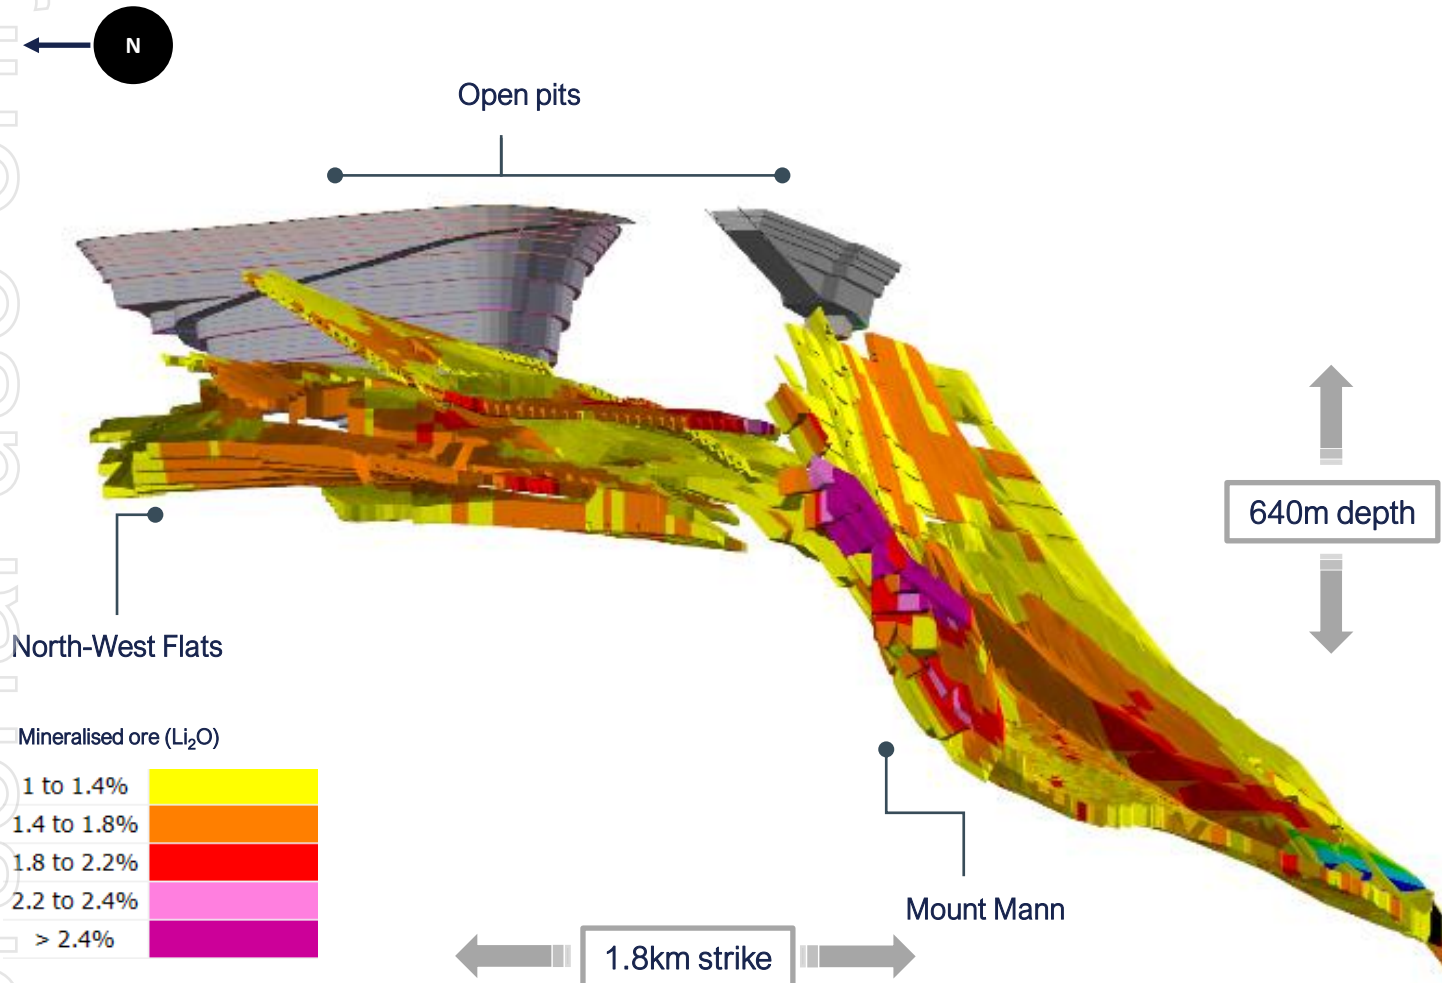 N
Open pits
640m depth
North-West Flats
Mineralised ore (Li₂O)
1 to 1.4%
1.4 to 1.8%
1.8 to 2.2%
2.2 to 2.4%
> 2.4%
Mount Mann
1.8km strike